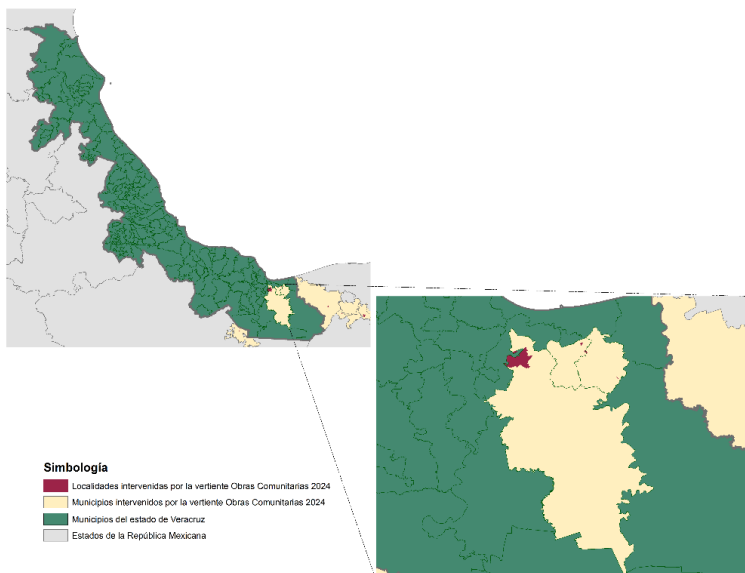 Simbología
Localidades intervenidas por la vertiente Obras Comunitarias 2024
Municipios intervenidos por la vertiente Obras Comunitarias 2024
Municipios del estado de Veracruz
Estados de la República Mexicana